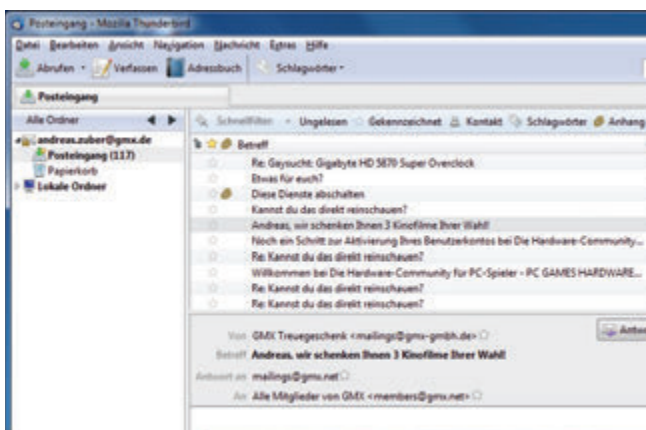 Posteingang - Mozilla Thunderbird
Datei Bearbeiten Ansicht Navigation Nachricht Extras Hilfe
Abrufen Verfassen Adressbuch Schlagwörter
Posteingang
Alle Ordner
Schnellfilter: Ungelesen Gekennzeichnet Kontakt Schlagwörter Anhang
andreas.zuber@gmx.de
Posteingang (117)
Papierkorb
Lokale Ordner
Betreff
Re: Gaysucht: Gigabyte HD 5870 Super Overclock
Etwas für euch?
Diese Dienste abschalten
Kannst du das direkt reinschauen?
Andreas, wir schenken Ihnen 3 Kinofilme Ihrer Wahl!
Noch ein Schritt zur Aktivierung Ihres Benutzerkontos bei Die Hardware-Community...
Re: Kannst du das direkt reinschauen?
Willkommen bei Die Hardware-Community für PC-Spieler - PC GAMES HARDWARE...
Re: Kannst du das direkt reinschauen?
Re: Kannst du das direkt reinschauen?
Von GMX Treuegeschenk <mailings@gmx-gmbh.de>
Antwo
Betreff Andreas, wir schenken Ihnen 3 Kinofilme Ihrer Wahl!
Antwort an mailings@gmx.net
An Alle Mitglieder von GMX <members@gmx.net>